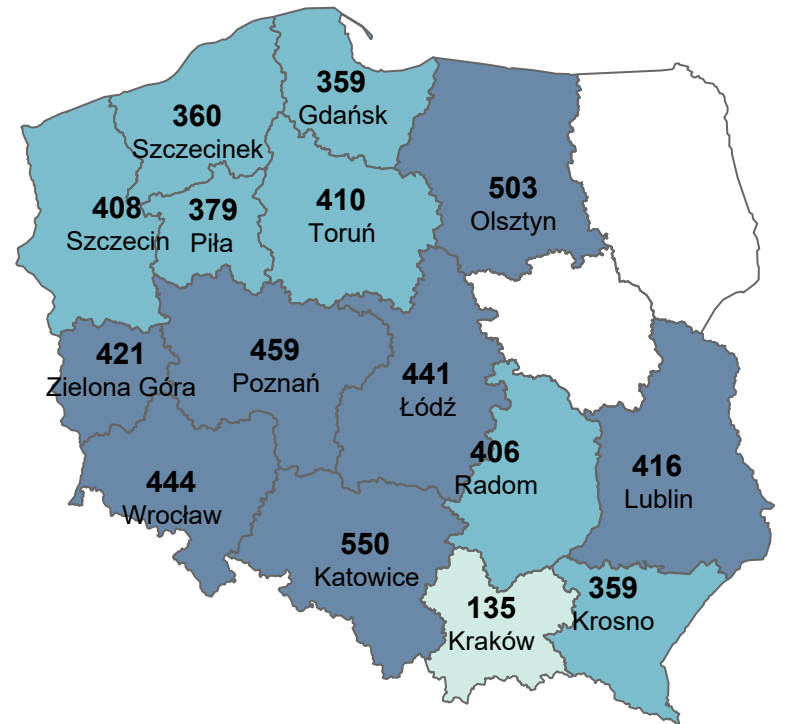 359
Gdańsk
360
Szczecinek
503
Olsztyn
408
Szczecin
379
Piła
410
Toruń
421
Zielona Góra
459
Poznań
441
Łódź
406
Radom
416
Lublin
444
Wrocław
550
Katowice
135
Kraków
359
Krosno